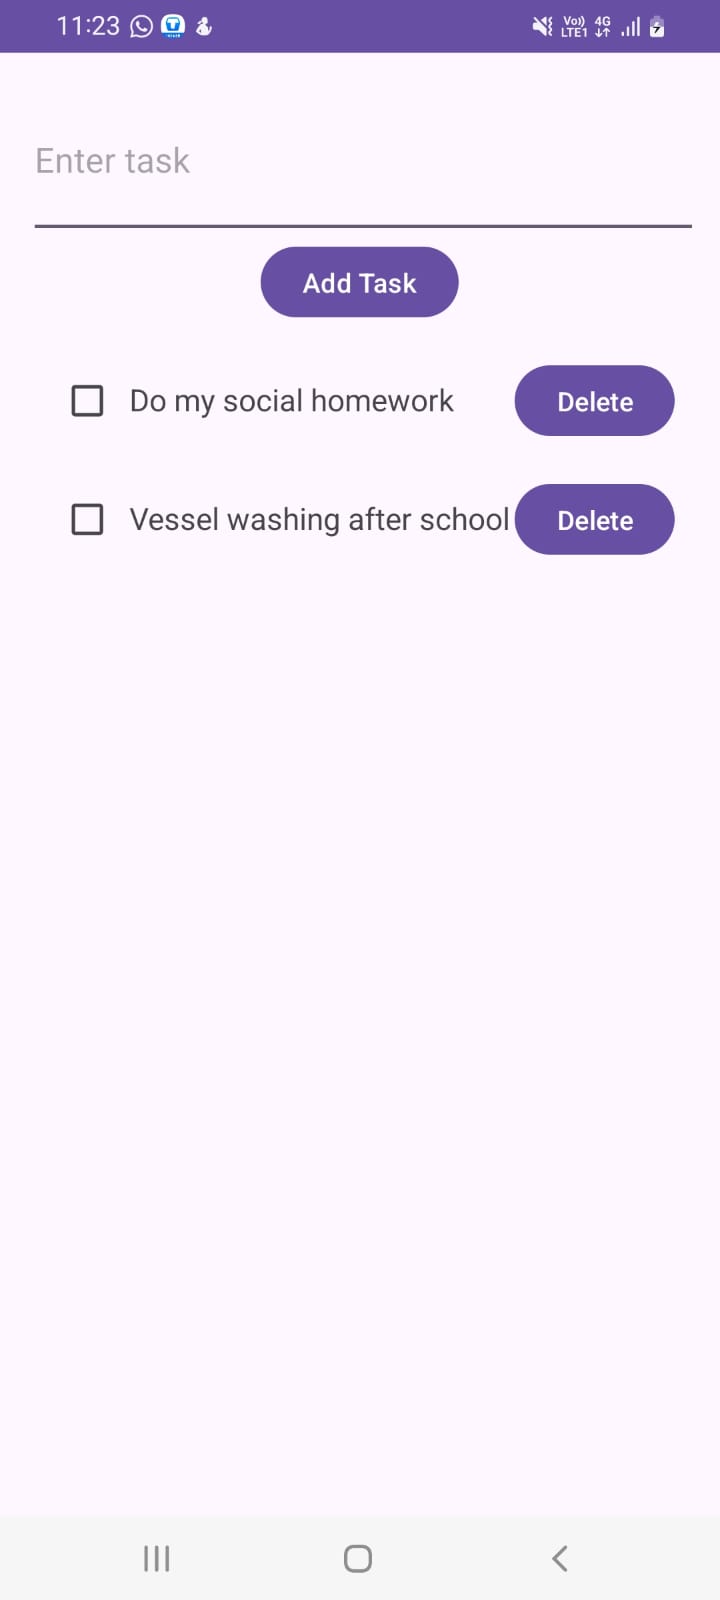 11:23
Vo)) 4G
LTE1
Enter task
Add Task
Do my social homework
Delete
Vessel washing after school
Delete